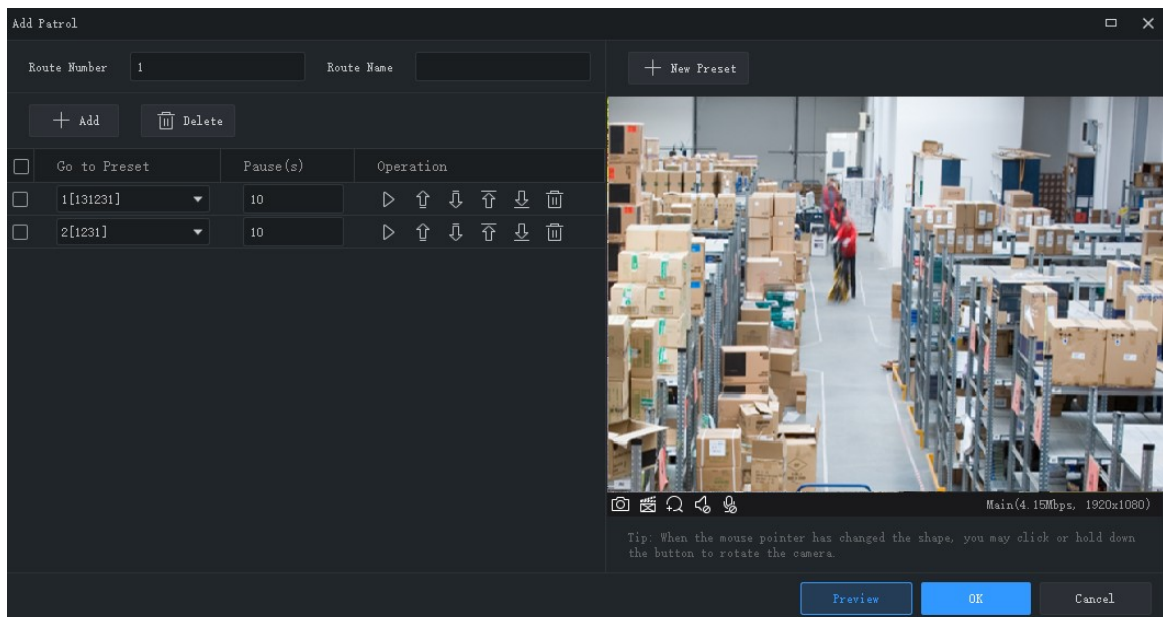 Add Patrol
Route Number 1 Route Name
New Preset
Add Delete
Go to Preset Pause(s) Operation
1[131231] 10
2[1231] 10
Main(4.15Mbps, 1920x1080)
Tip: When the mouse pointer has changed the shape, you may click or hold down
the button to rotate the camera.
Preview OK Cancel